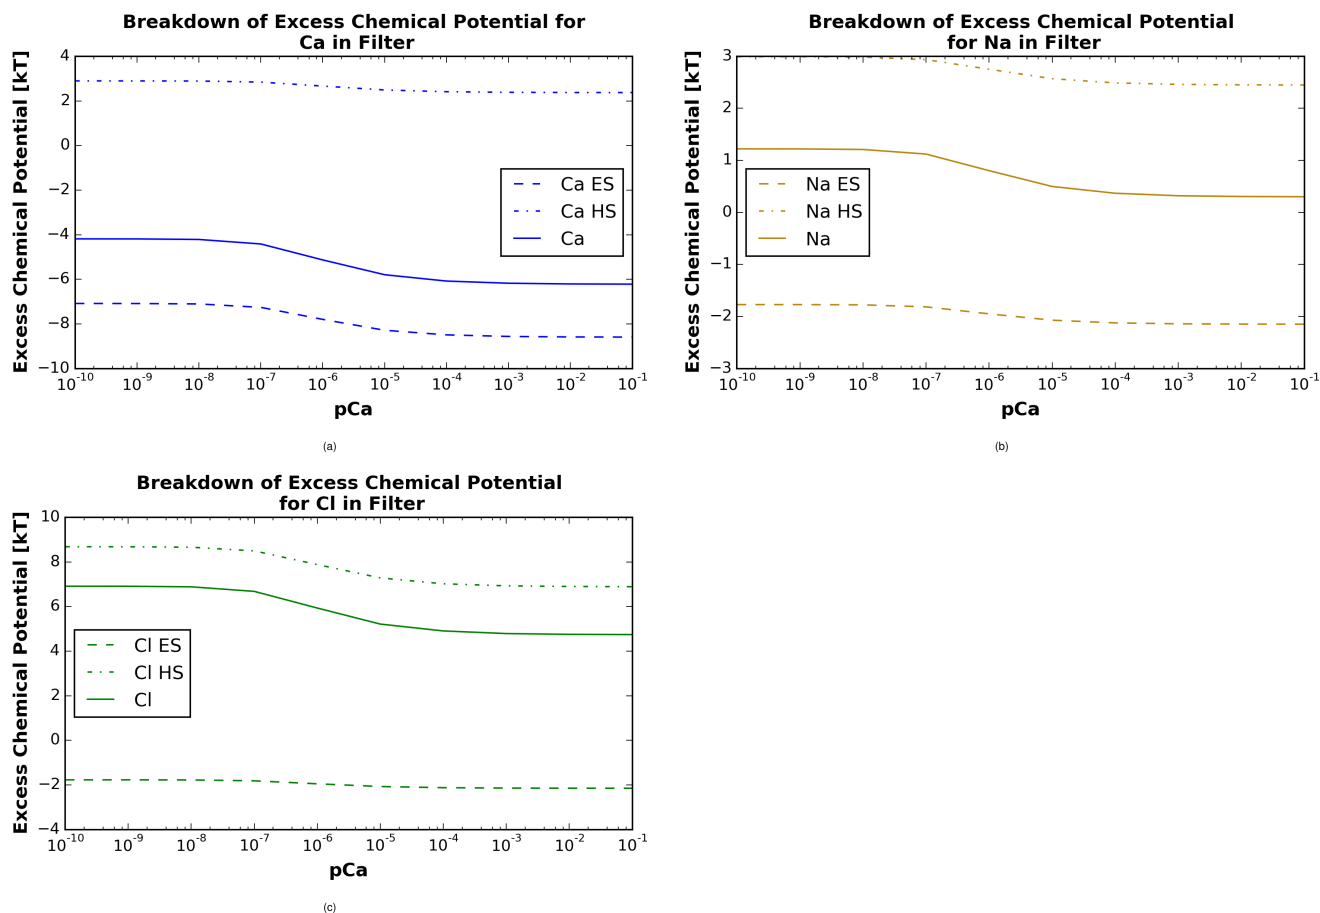 Breakdown of Excess Chemical Potential for
Ca in Filter
Excess Chemical Potential [kT]
4
2
0
−2
−4
−6
−8
−10
Ca ES
Ca HS
Ca
10^-10 10^-9 10^-8 10^-7 10^-6 10^-5 10^-4 10^-3 10^-2 10^-1
pCa
(a)
Breakdown of Excess Chemical Potential
for Na in Filter
Excess Chemical Potential [kT]
3
2
1
0
−1
−2
−3
Na ES
Na HS
Na
10^-10 10^-9 10^-8 10^-7 10^-6 10^-5 10^-4 10^-3 10^-2 10^-1
pCa
(b)
Breakdown of Excess Chemical Potential
for Cl in Filter
Excess Chemical Potential [kT]
10
8
6
4
2
0
−2
−4
Cl ES
Cl HS
Cl
10^-10 10^-9 10^-8 10^-7 10^-6 10^-5 10^-4 10^-3 10^-2 10^-1
pCa
(c)